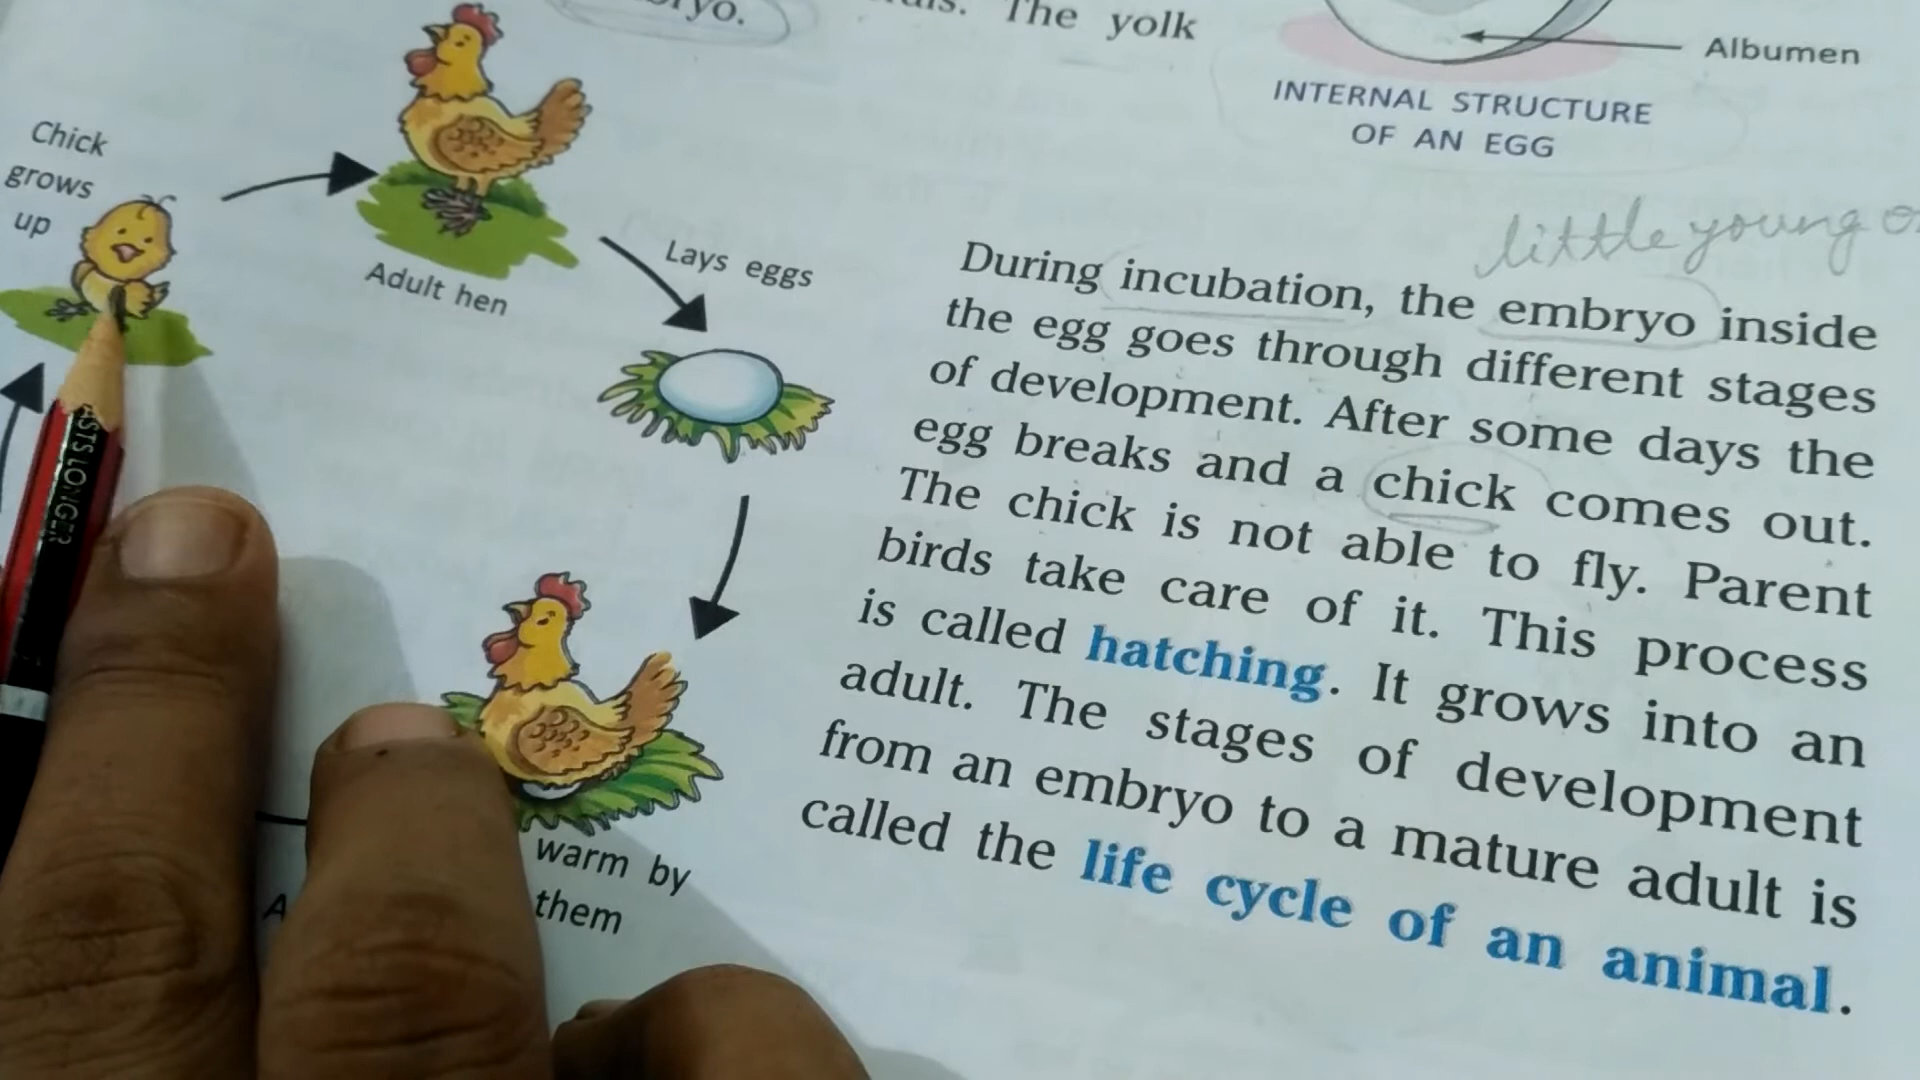 The yolk
Albumen
INTERNAL STRUCTURE
OF AN EGG
Chick
grows
up
Adult hen
Lays eggs
warm by
them
little young
During incubation, the embryo inside
the egg goes through different stages
of development. After some days the
egg breaks and a chick comes out.
The chick is not able to fly. Parent
birds take care of it. This process
is called hatching. It grows into an
adult. The stages of development
from an embryo to a mature adult is
called the life cycle of an animal.